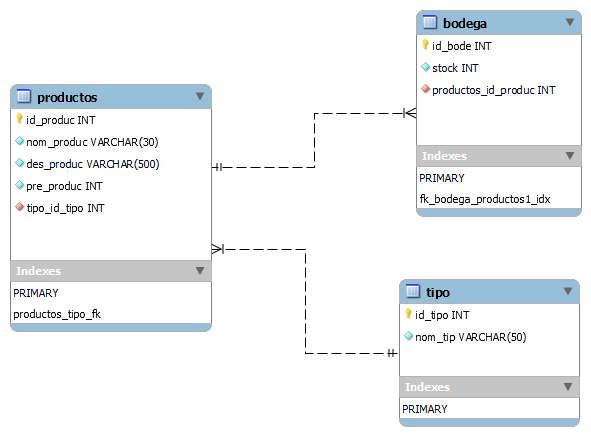 productos
id_produc INT
nom_produc VARCHAR(30)
des_produc VARCHAR(500)
pre_produc INT
tipo_id_tipo INT
Indexes
PRIMARY
productos_tipo_fk
bodega
id_bode INT
stock INT
productos_id_produc INT
Indexes
PRIMARY
fk_bodega_productos1_idx
tipo
id_tipo INT
nom_tip VARCHAR(50)
Indexes
PRIMARY